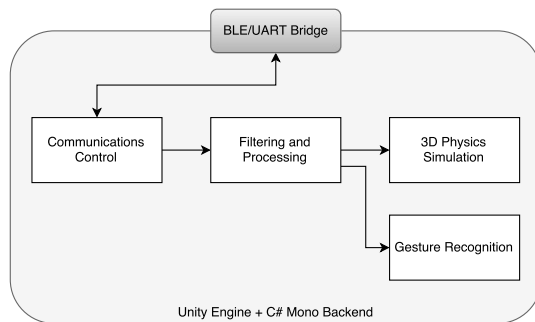 BLE/UART Bridge
Communications
Control
Filtering and
Processing
3D Physics
Simulation
Gesture Recognition
Unity Engine + C# Mono Backend